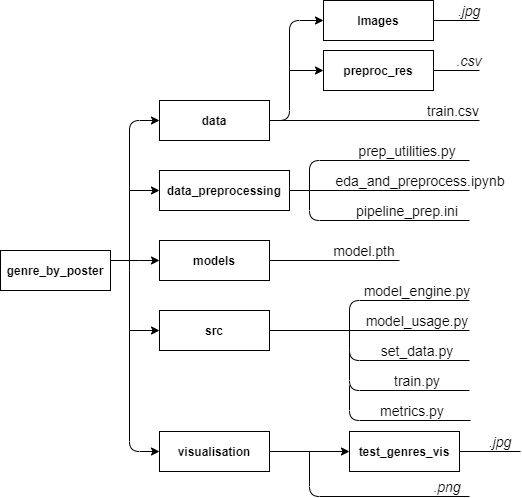 Images
.jpg
preproc_res
.csv
data
train.csv
prep_utilities.py
data_preprocessing
eda_and_preprocess.ipynb
pipeline_prep.ini
models
model.pth
genre_by_poster
model_engine.py
src
model_usage.py
set_data.py
train.py
metrics.py
visualisation
test_genres_vis
.jpg
.png